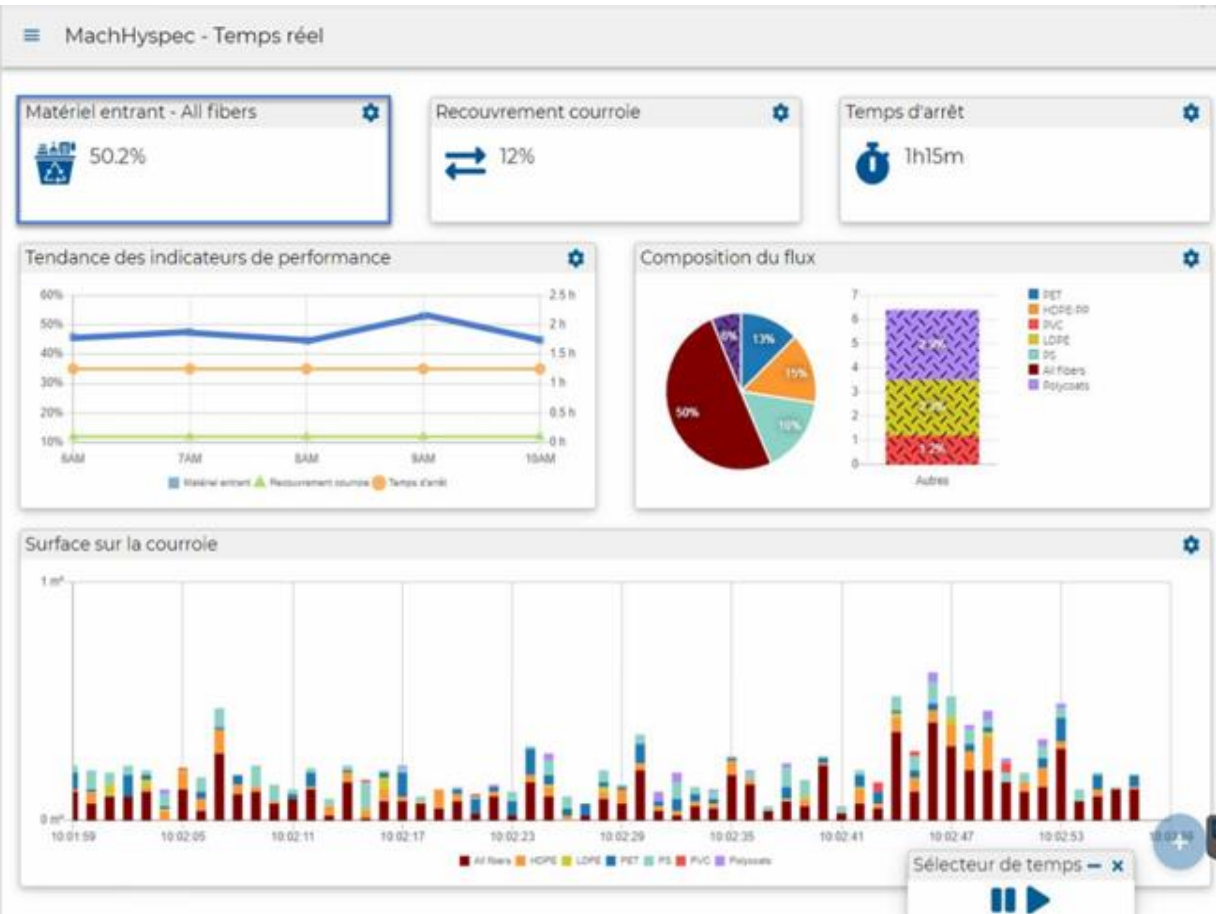 MachHyspec - Temps réel
Matériel entrant - All fibers
50.2%
Recouvrement courroie
12%
Temps d'arrêt
1h15m
Tendance des indicateurs de performance
60%
50%
40%
30%
20%
10%
2.5 h
2 h
1.5 h
1 h
0.5 h
0 h
6AM 7AM 8AM 9AM 10AM
Matériel entrant Recouvrement courroie Temps d'arrêt
Composition du flux
6%
13%
15%
50%
7
6
5
4
3
2
1
0
1.2%
Autres
PET
HDPE-PP
PVC
LDPE
PS
All fibers
Polycoats
Surface sur la courroie
1 m²
0 m²
10:01:59 10:02:05 10:02:11 10:02:17 10:02:23 10:02:29 10:02:35 10:02:41 10:02:47 10:02:53
All fibers HDPE LDPE PET PS PVC Polycoats
Sélecteur de temps